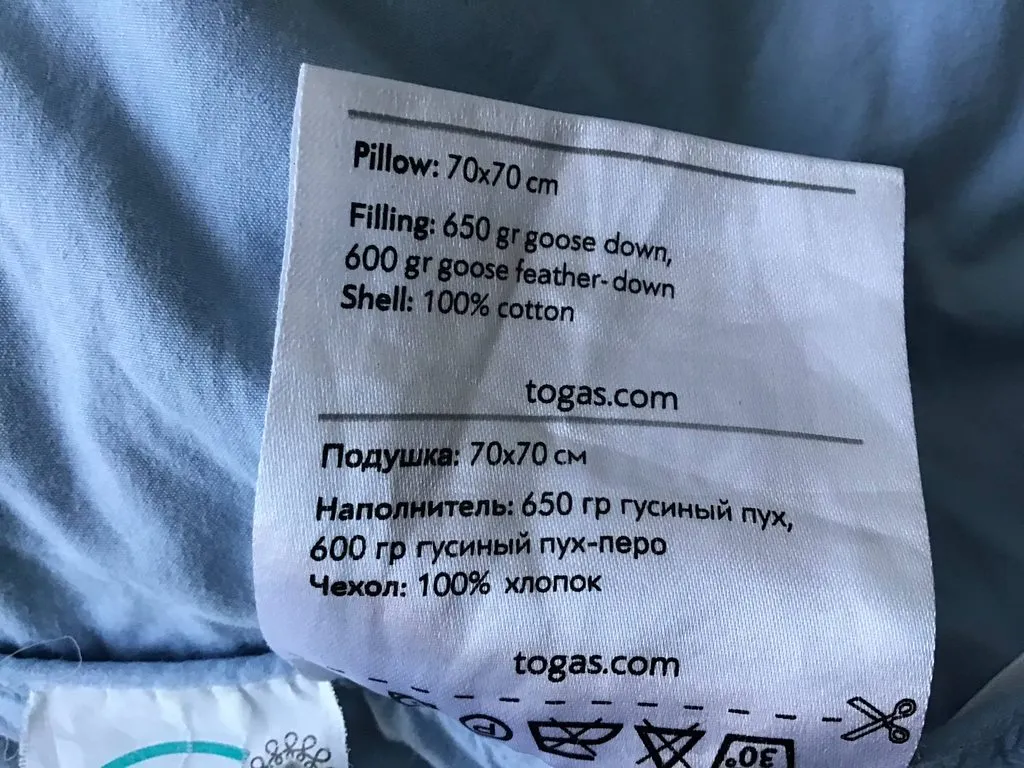 Pillow: 70x70 cm
Filling: 650 gr goose down,
600 gr goose feather-down
Shell: 100% cotton
togas.com
Подушка: 70x70 см
Наполнитель: 650 гр гусиный пух,
600 гр гусиный пух-перо
Чехол: 100% хлопок
togas.com
P
30°